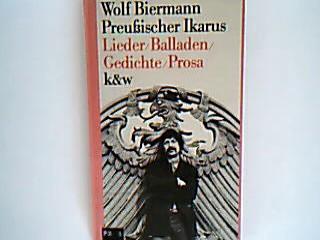 Wolf Biermann
Preußischer Ikarus
Lieder/Balladen/
Gedichte/Prosa
k&w